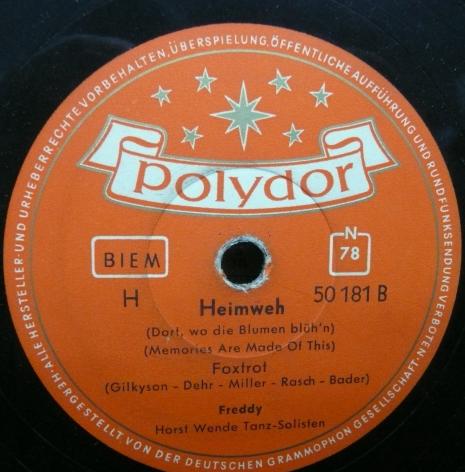 ALLE HERSTELLER- UND URHEBERRECHTE VORBEHALTEN, ÜBERSPIELUNG, ÖFFENTLICHE AUFFÜHRUNG UND RUNDFUNKSENDUNG VERBOTEN.
polydor
BIEM
N
78
H
50 181 B
Heimweh
(Dort, wo die Blumen blüh'n)
(Memories Are Made Of This)
Foxtrot
(Gilkyson - Dehr - Miller - Rasch - Bader)
Freddy
Horst Wende Tanz-Solisten
HERGESTELLT VON DER DEUTSCHEN GRAMMOPHON GESELLSCHAFT